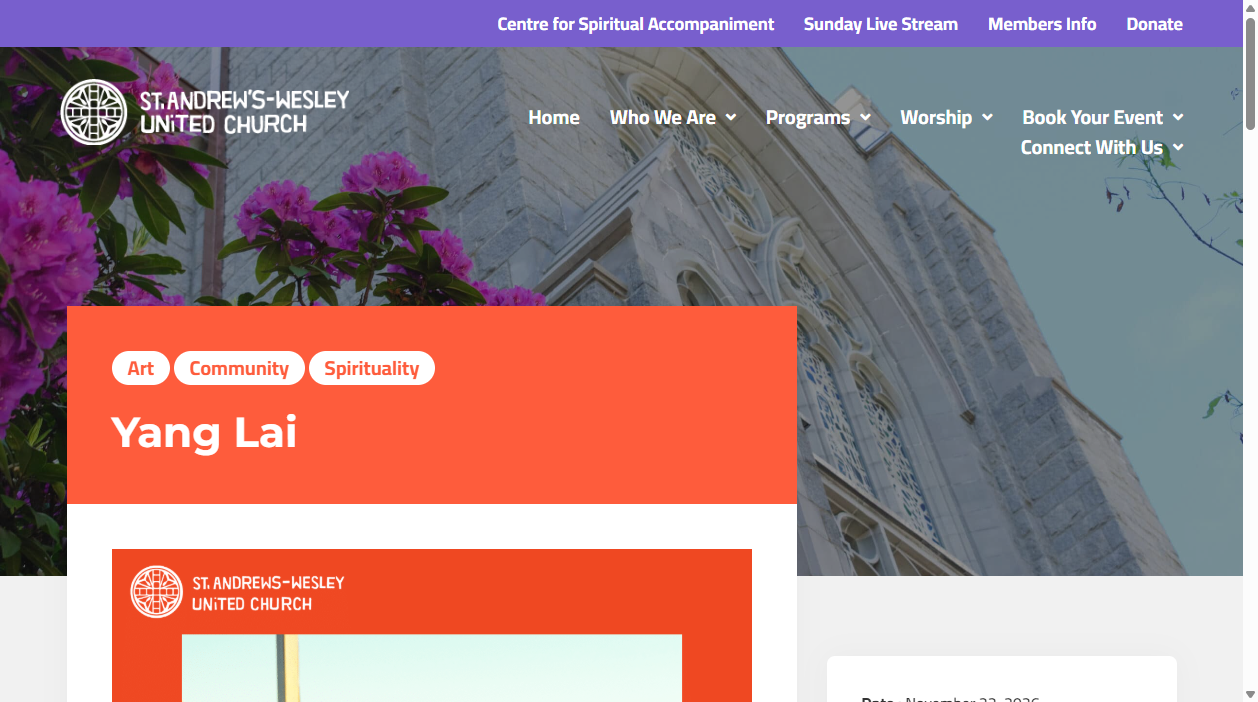 Centre for Spiritual Accompaniment Sunday Live Stream Members Info Donate
ST. ANDREW'S-WESLEY
UNITED CHURCH
Home Who We Are Programs Worship Book Your Event
Connect With Us
Art Community Spirituality
Yang Lai
ST. ANDREWS-WESLEY
UNITED CHURCH